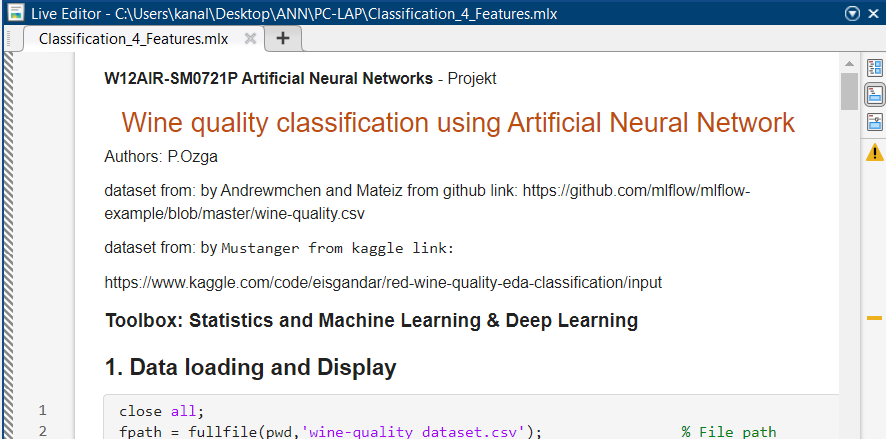 Live Editor - C:\Users\kanal\Desktop\ANN\PC-LAP\Classification_4_Features.mlx
Classification_4_Features.mlx
W12AIR-SM0721P Artificial Neural Networks - Projekt
Wine quality classification using Artificial Neural Network
Authors: P.Ozga
dataset from: by Andrewmchen and Mateiz from github link: https://github.com/mlflow/mlflow-
example/blob/master/wine-quality.csv
dataset from: by Mustanger from kaggle link:
https://www.kaggle.com/code/eisgandar/red-wine-quality-eda-classification/input
Toolbox: Statistics and Machine Learning & Deep Learning
1. Data loading and Display
1 close all;
2 fpath = fullfile(pwd,'wine-quality_dataset.csv'); % File path